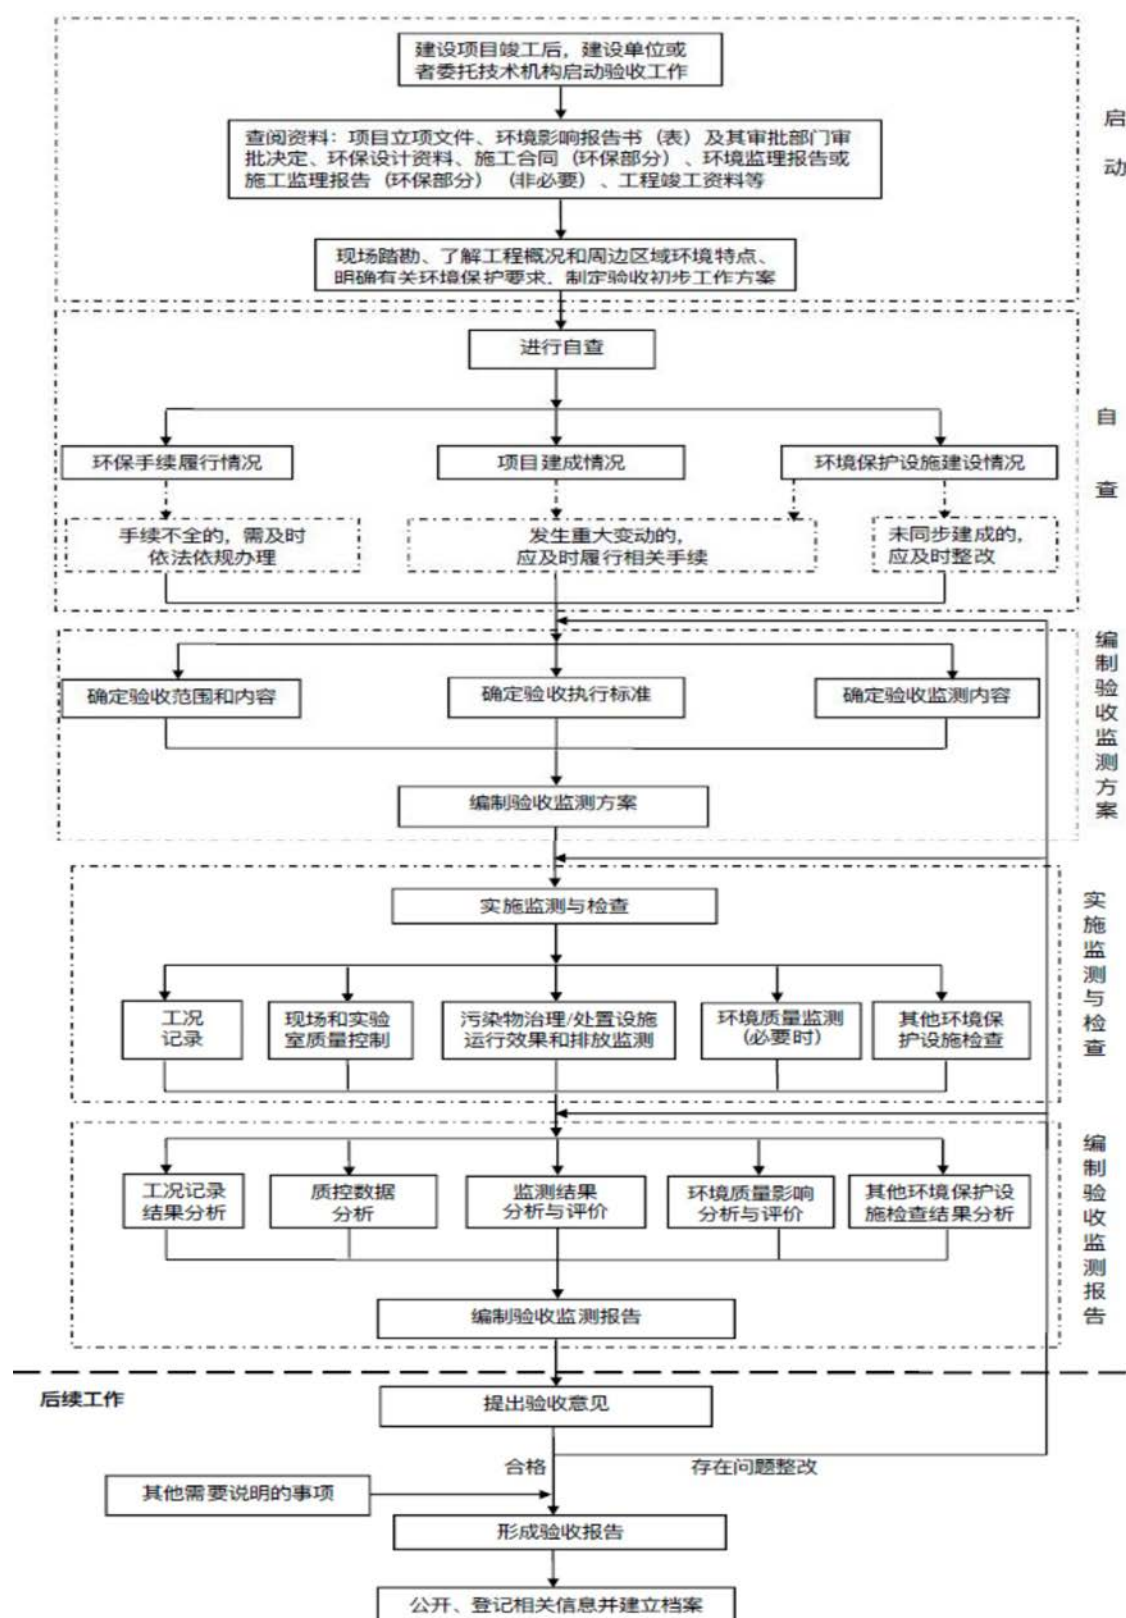 建设项目竣工后，建设单位或
者委托技术机构启动验收工作
启
动
查阅资料：项目立项文件、环境影响报告书（表）及其审批部门审
批决定、环保设计资料、施工合同（环保部分）、环境监理报告或
施工监理报告（环保部分）（非必要）、工程竣工资料等
现场踏勘、了解工程概况和周边区域环境特点、
明确有关环境保护要求，制定验收初步工作方案
进行自查
自
查
环保手续履行情况
项目建成情况
环境保护设施建设情况
手续不全的，需及时
依法依规办理
发生重大变动的，
应及时履行相关手续
未同步建成的，
应及时整改
编制验收监测方案
确定验收范围和内容
确定验收执行标准
确定验收监测内容
编制验收监测方案
实施监测与检查
实施监测与检查
工况
记录
现场和实验
室质量控制
污染物治理/处置设施
运行效果和排放监测
环境质量监测
(必要时)
其他环境保
护设施检查
编制验收监测报告
工况记录
结果分析
质控数据
分析
监测结果
分析与评价
环境质量影响
分析与评价
其他环境保护设
施检查结果分析
编制验收监测报告
后续工作
提出验收意见
合格
存在问题整改
其他需要说明的事项
形成验收报告
公开、登记相关信息并建立档案